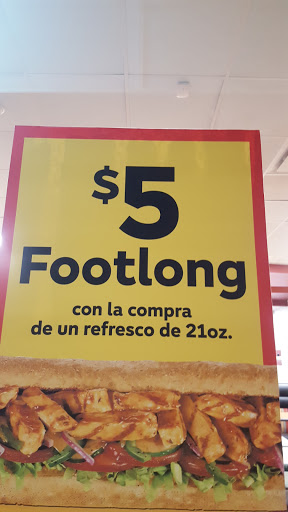 $5
Footlong
con la compra
de un refresco de 21oz.